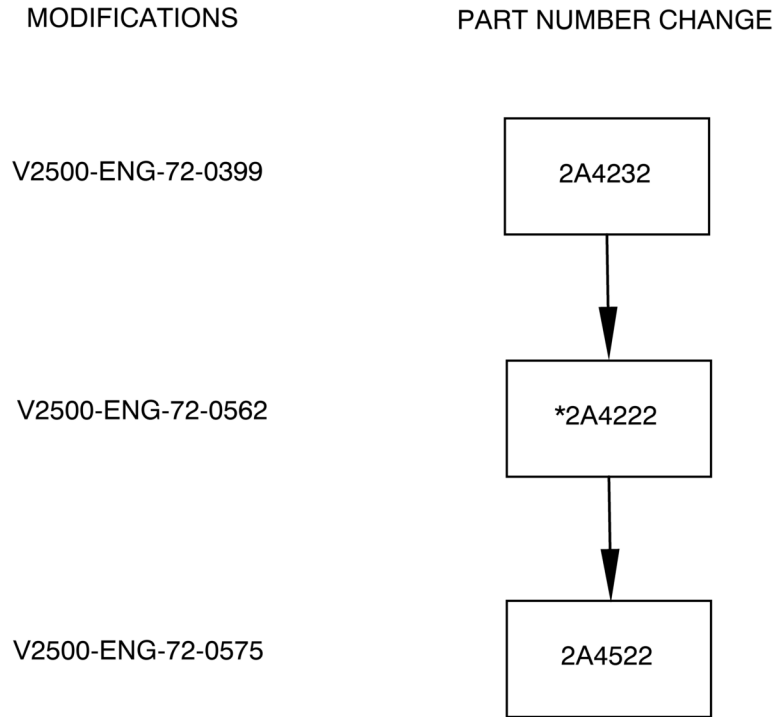 MODIFICATIONS PART NUMBER CHANGE
V2500-ENG-72-0399 2A4232
V2500-ENG-72-0562 *2A4222
V2500-ENG-72-0575 2A4522